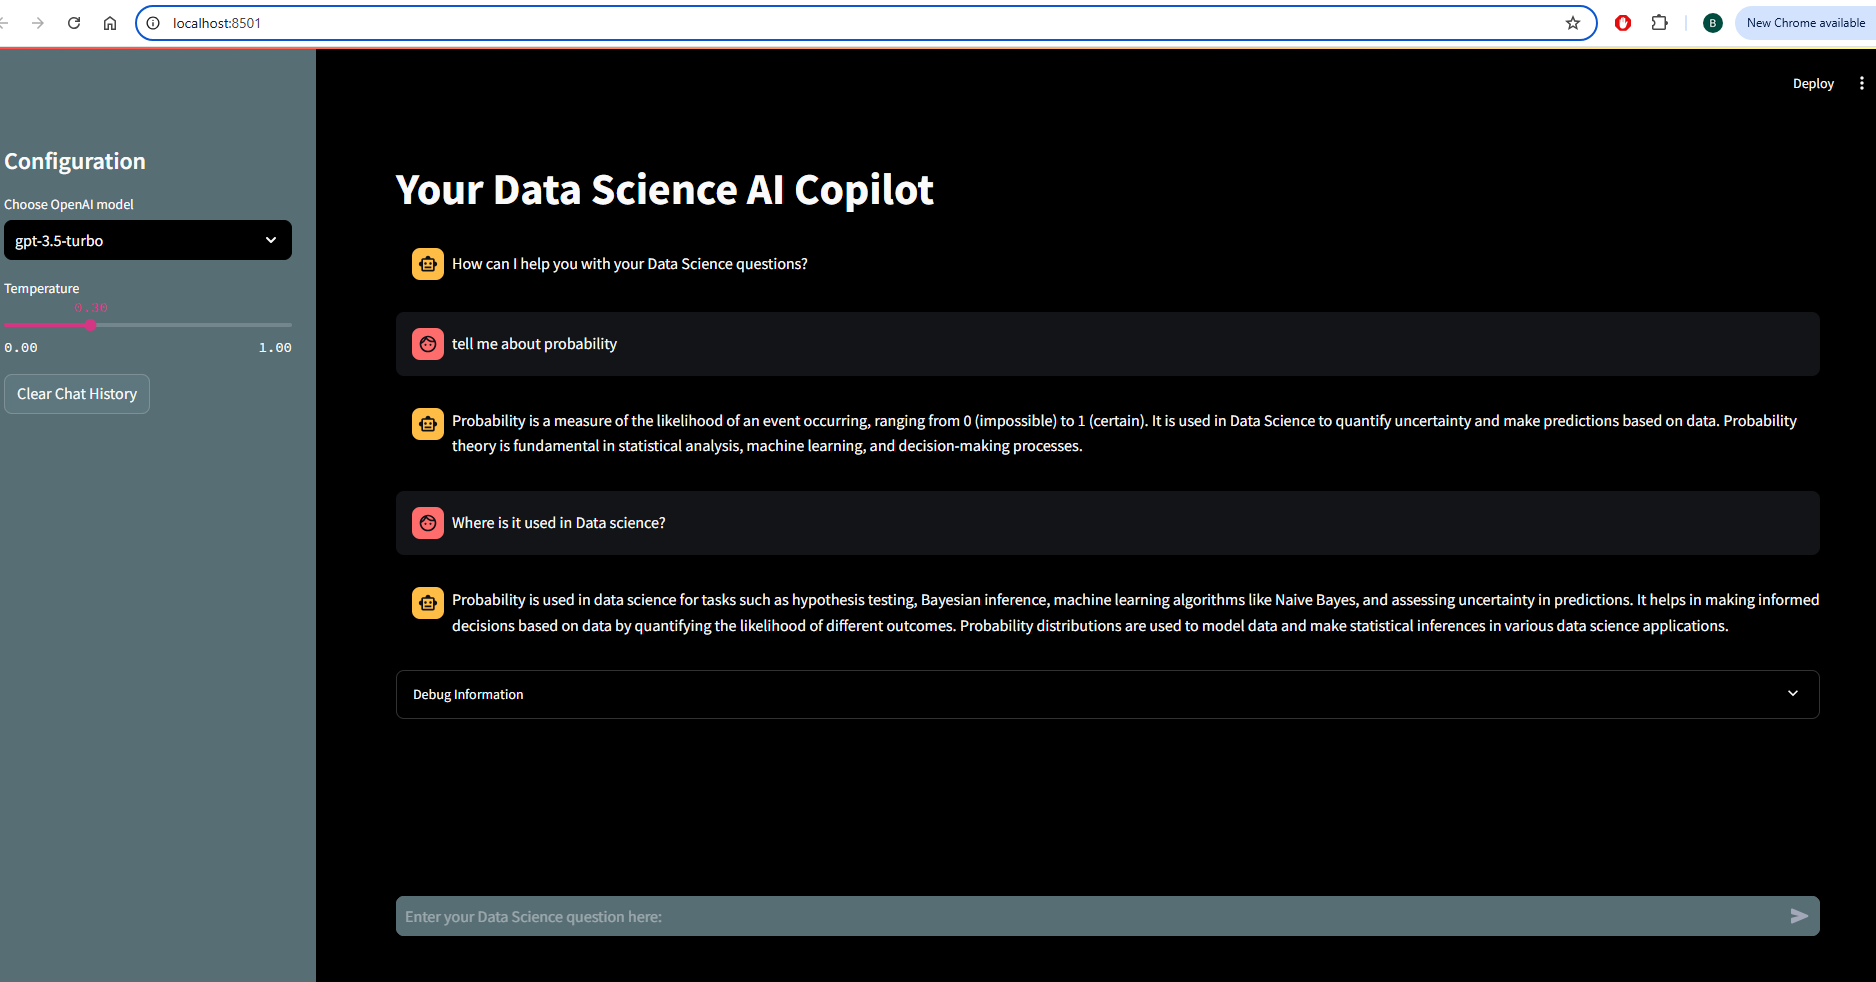 localhost:8501
B
New Chrome available
Deploy
Configuration
Choose OpenAI model
gpt-3.5-turbo
Temperature
0.30
0.00 1.00
Clear Chat History
Your Data Science AI Copilot
How can I help you with your Data Science questions?
tell me about probability
Probability is a measure of the likelihood of an event occurring, ranging from 0 (impossible) to 1 (certain). It is used in Data Science to quantify uncertainty and make predictions based on data. Probability
theory is fundamental in statistical analysis, machine learning, and decision-making processes.
Where is it used in Data science?
Probability is used in data science for tasks such as hypothesis testing, Bayesian inference, machine learning algorithms like Naive Bayes, and assessing uncertainty in predictions. It helps in making informed
decisions based on data by quantifying the likelihood of different outcomes. Probability distributions are used to model data and make statistical inferences in various data science applications.
Debug Information
Enter your Data Science question here: